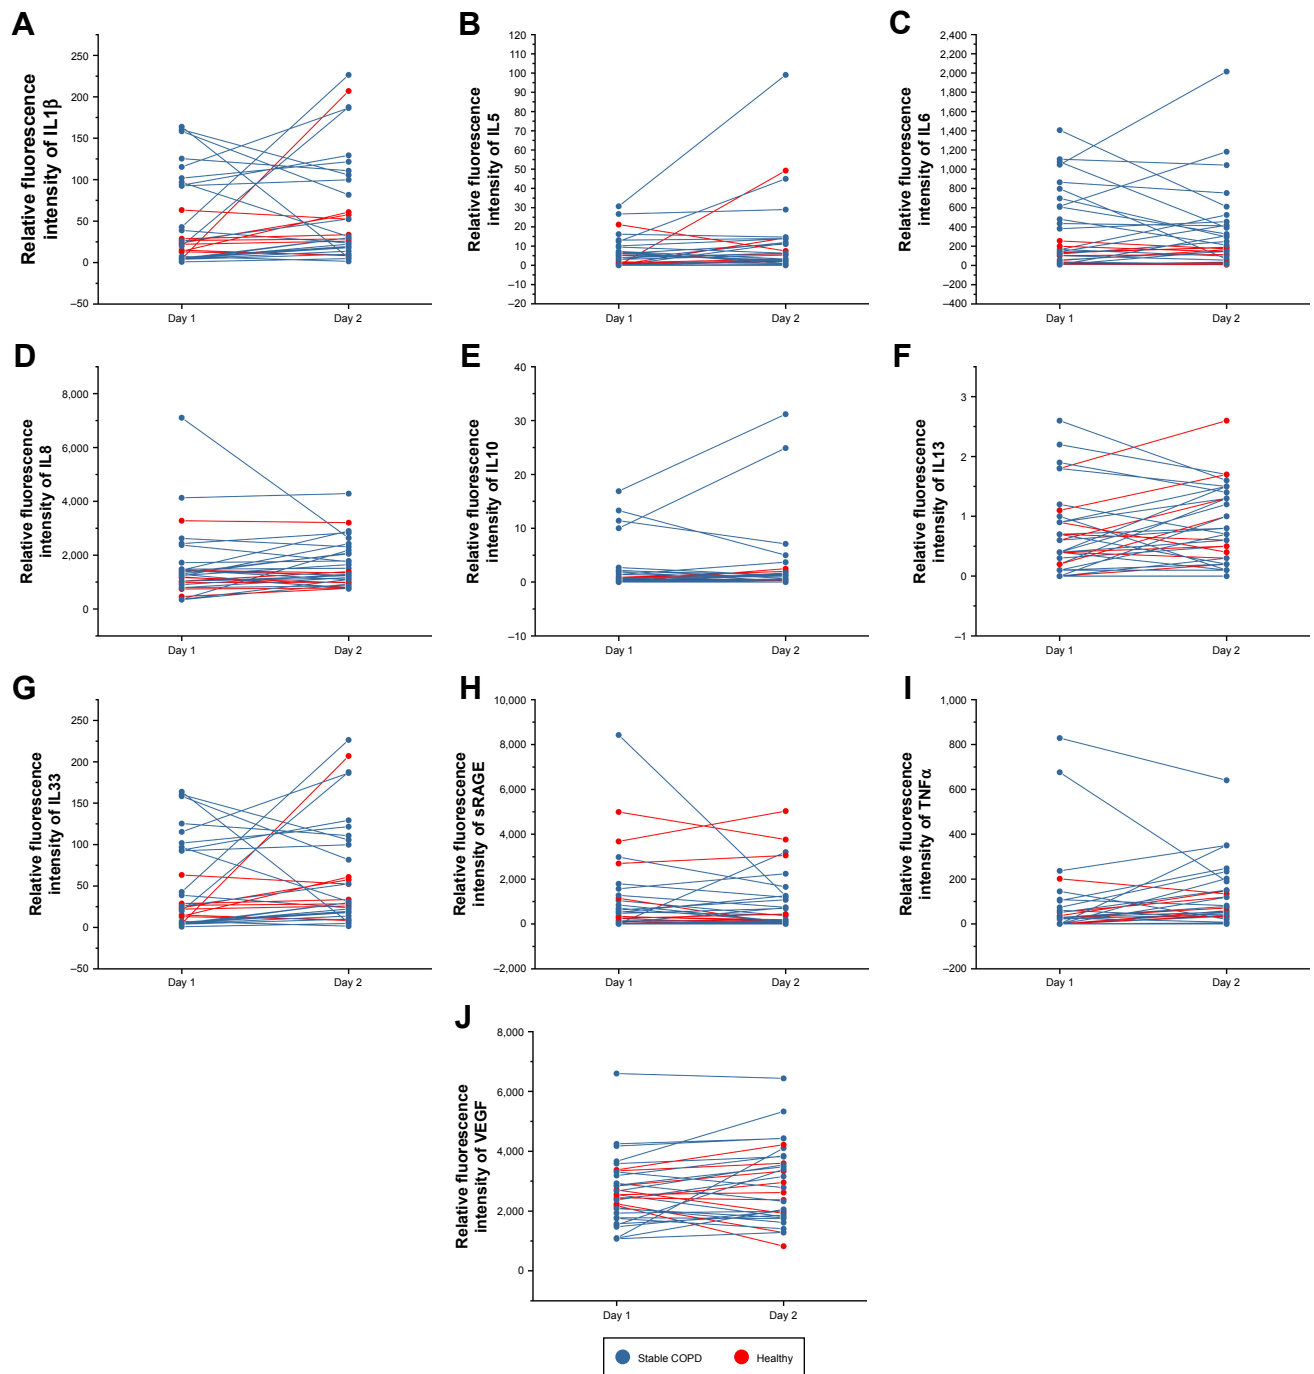 A
Relative fluorescence
intensity of IL1β
250
200
150
100
50
0
–50
Day 1
Day 2
B
Relative fluorescence
intensity of IL5
120
110
100
90
80
70
60
50
40
30
20
10
0
–10
–20
Day 1
Day 2
C
Relative fluorescence
intensity of IL6
2,400
2,200
2,000
1,800
1,600
1,400
1,200
1,000
800
600
400
200
0
–200
–400
Day 1
Day 2
D
Relative fluorescence
intensity of IL8
8,000
6,000
4,000
2,000
0
Day 1
Day 2
E
Relative fluorescence
intensity of IL10
40
30
20
10
0
–10
Day 1
Day 2
F
Relative fluorescence
intensity of IL13
3
2
1
0
–1
Day 1
Day 2
G
Relative fluorescence
intensity of IL33
250
200
150
100
50
0
–50
Day 1
Day 2
H
Relative fluorescence
intensity of sRAGE
10,000
8,000
6,000
4,000
2,000
0
–2,000
Day 1
Day 2
I
Relative fluorescence
intensity of TNFα
1,000
800
600
400
200
0
–200
Day 1
Day 2
J
Relative fluorescence
intensity of VEGF
8,000
6,000
4,000
2,000
0
Day 1
Day 2
Stable COPD
Healthy